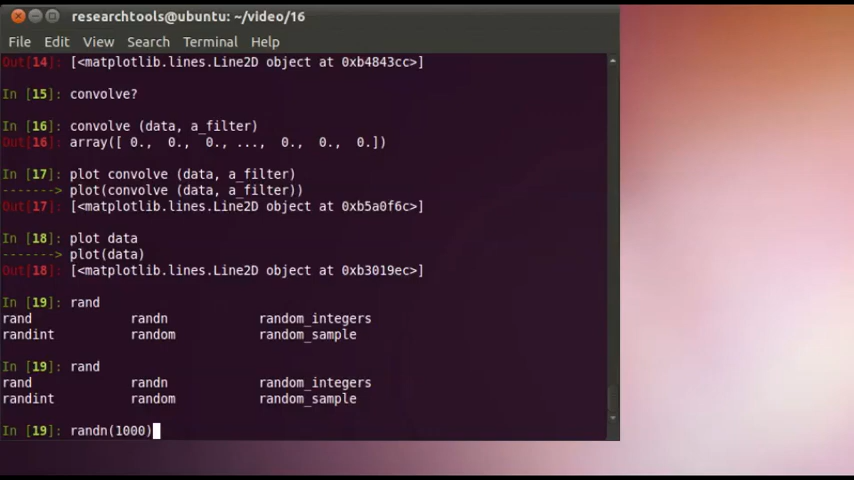 researchtools@ubuntu: ~/video/16
File Edit View Search Terminal Help
Out[14]: [<matplotlib.lines.Line2D object at 0xb4843cc>]
In [15]: convolve?
In [16]: convolve (data, a_filter)
Out[16]: array([ 0., 0., 0., ..., 0., 0., 0.])
In [17]: plot convolve (data, a_filter)
-------> plot(convolve (data, a_filter))
Out[17]: [<matplotlib.lines.Line2D object at 0xb5a0f6c>]
In [18]: plot data
-------> plot(data)
Out[18]: [<matplotlib.lines.Line2D object at 0xb3019ec>]
In [19]: rand
rand randn random_integers
randint random random_sample
In [19]: rand
rand randn random_integers
randint random random_sample
In [19]: randn(1000)